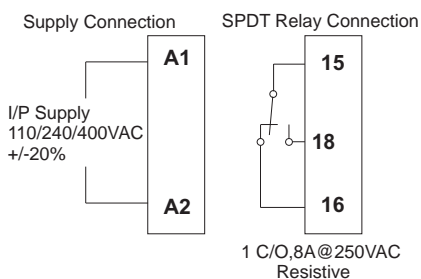 Supply Connection
SPDT Relay Connection
A1
15
I/P Supply
110/240/400VAC
+/-20%
18
A2
16
1 C/O,8A@250VAC
Resistive